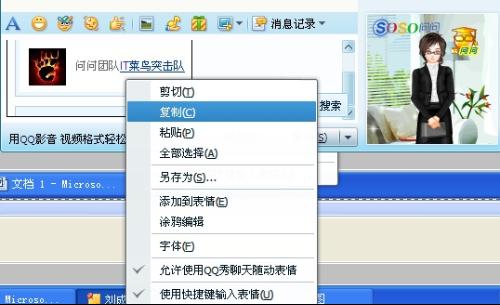 A 消息记录
SOSO问问
问问
问问团队IT菜鸟突击队
搜索
用QQ影音 视频格式轻松 S)
剪切(T)
复制(C)
粘贴(P)
全部选择(A)
另存为(S)...
添加到表情(E)
涂鸦编辑
字体(F)
允许使用QQ秀聊天随动表情
使用快捷键输入表情(U)
文档 1 - Microso...
Microso...
刘成
图